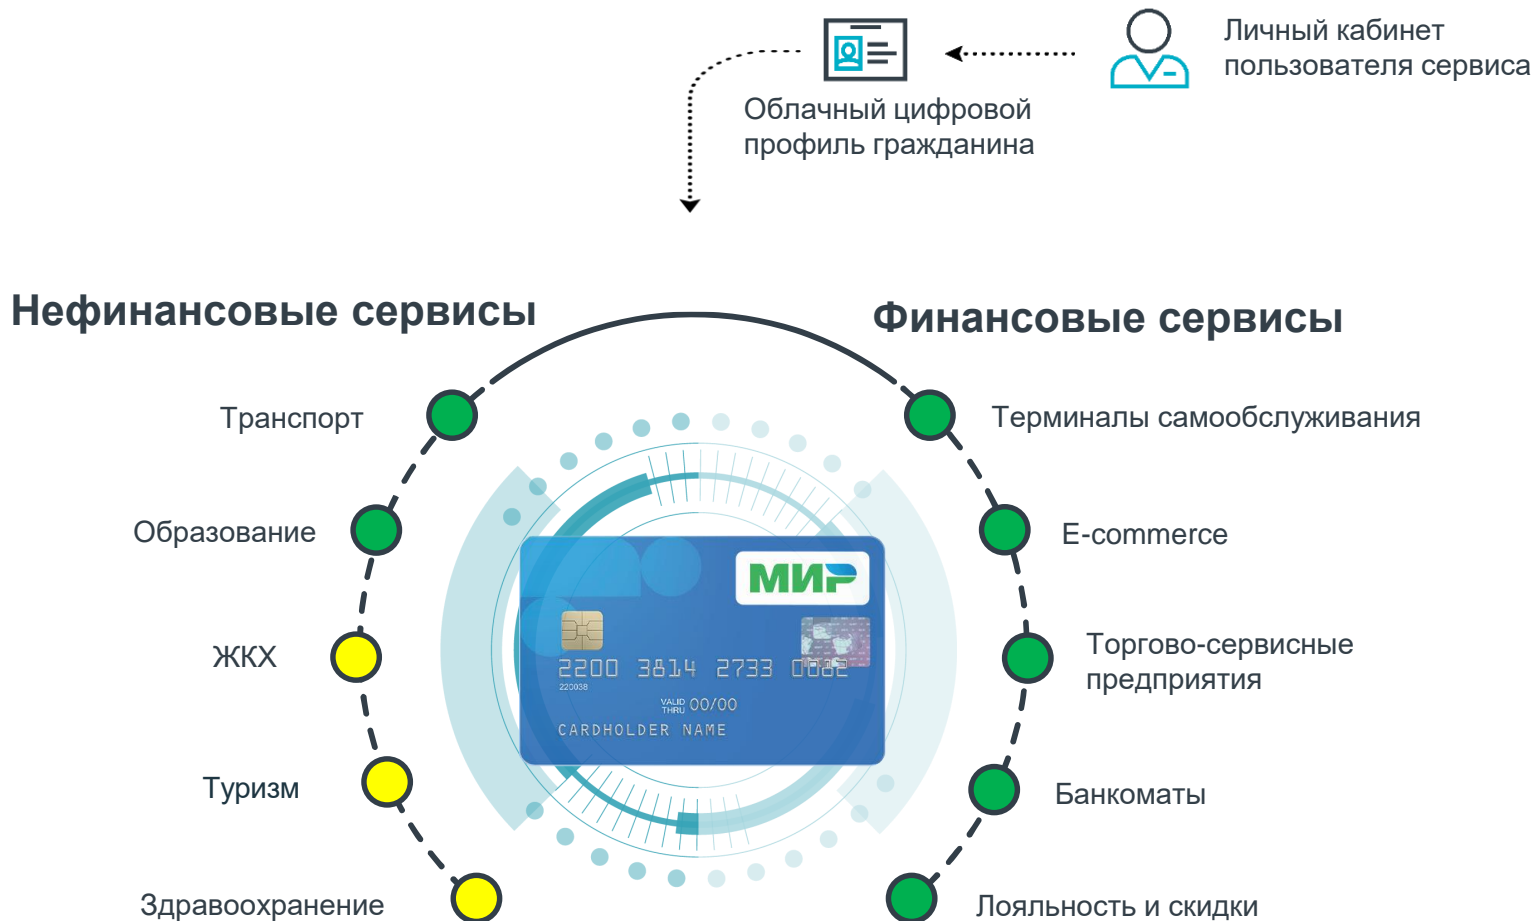 Личный кабинет
пользователя сервиса
Облачный цифровой
профиль гражданина
Нефинансовые сервисы
Финансовые сервисы
Транспорт
Терминалы самообслуживания
Образование
E-commerce
МИР
ЖКХ
Торгово-сервисные
предприятия
2200 3814 2733 0082
220038
VALID
THRU 00/00
CARDHOLDER NAME
Туризм
Банкоматы
Здравоохранение
Лояльность и скидки